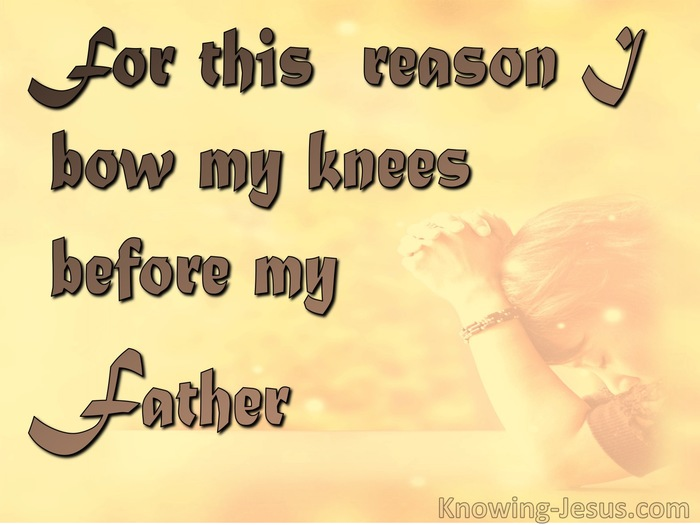 For this reason I
bow my knees
before my
Father
Knowing-Jesus.com